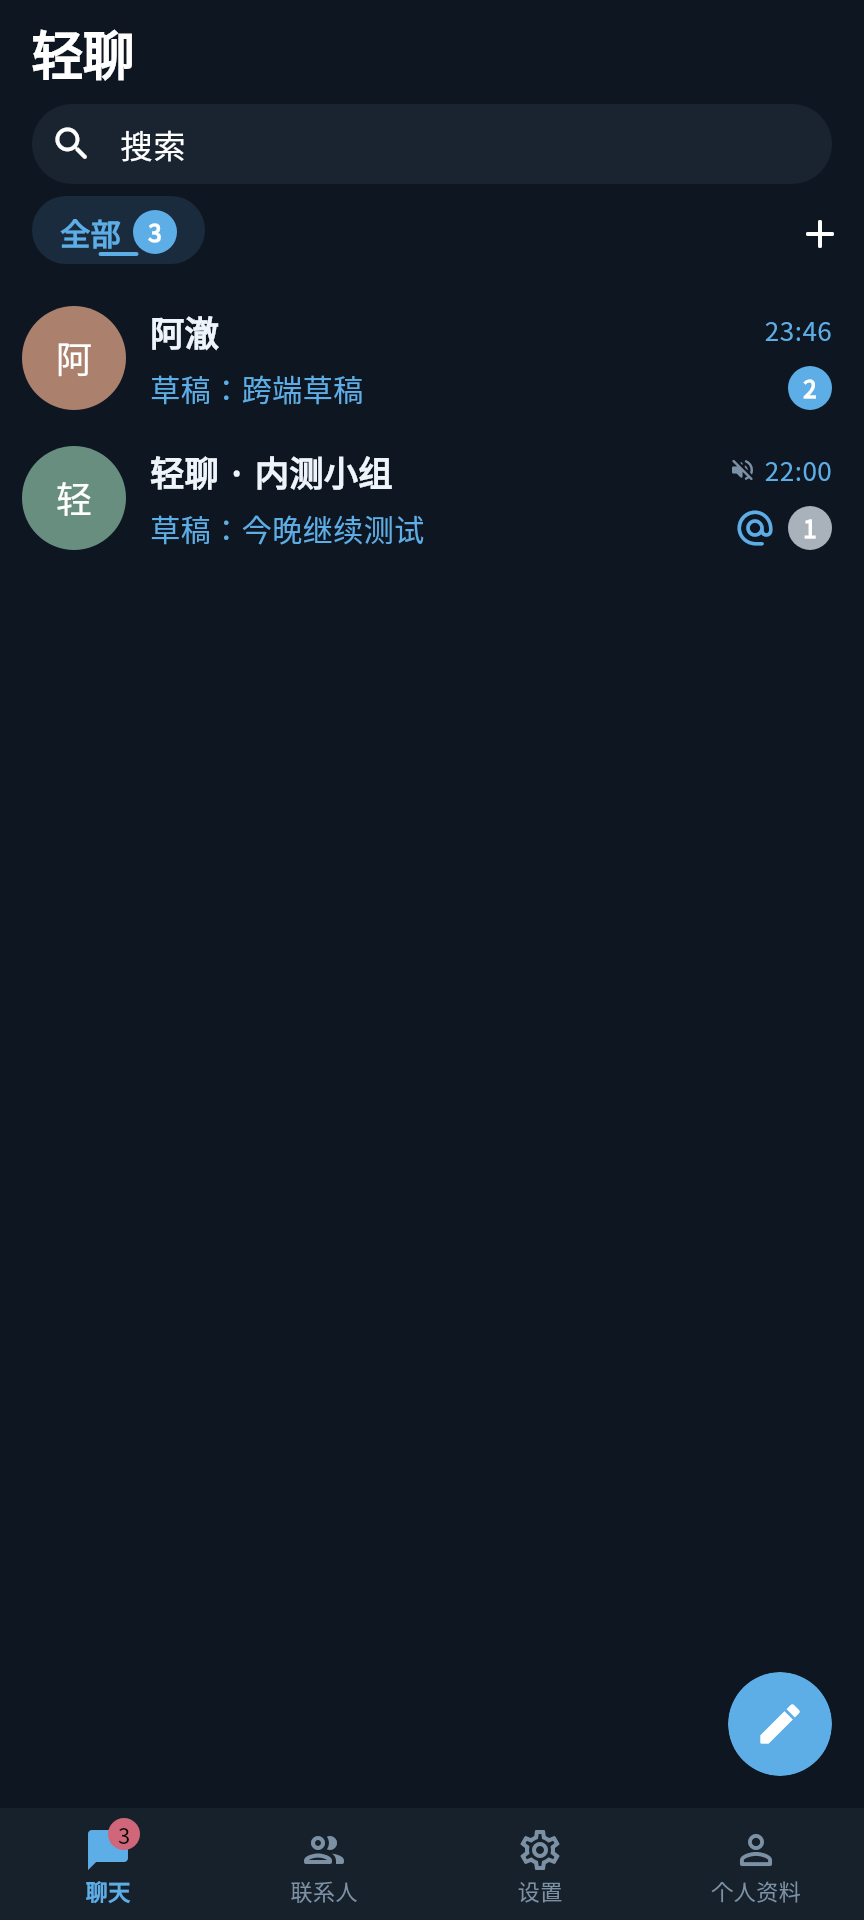 轻聊
搜索
全部 3
阿
阿澈
23:46
草稿：跨端草稿
2
轻
轻聊 · 内测小组
22:00
草稿：今晚继续测试
@ 1
3
聊天
联系人
设置
个人资料